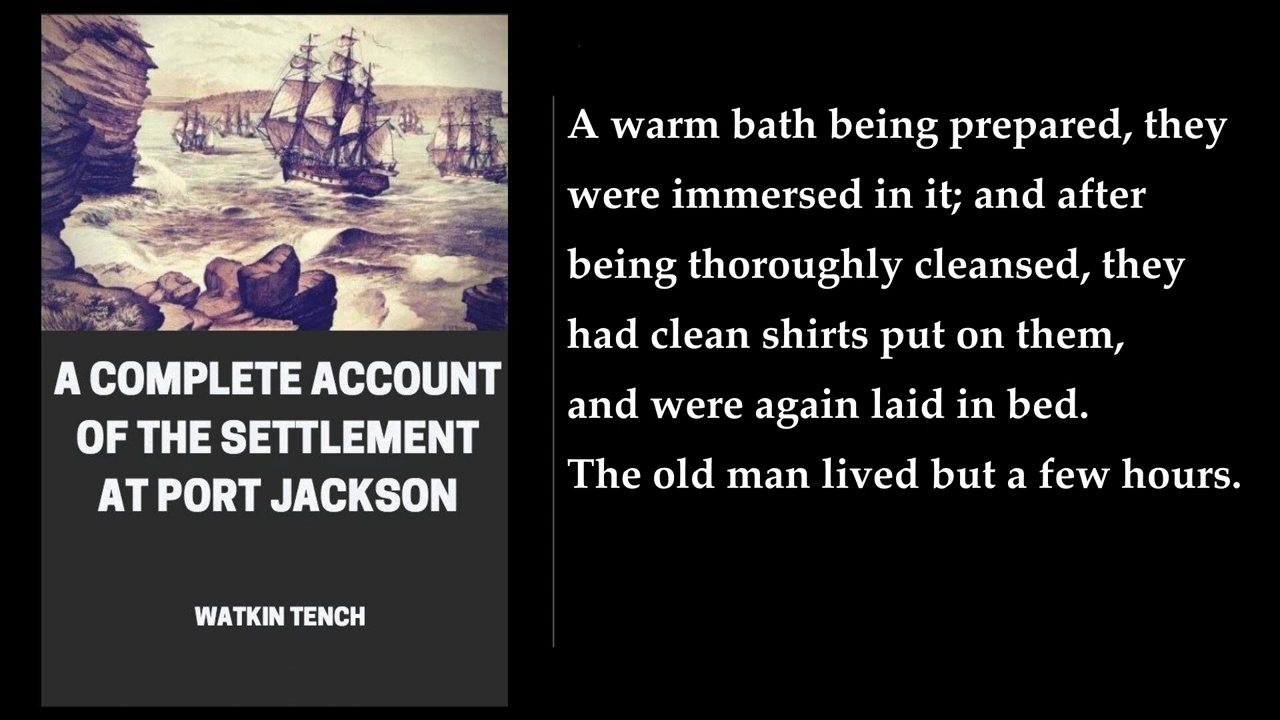 A COMPLETE ACCOUNT
OF THE SETTLEMENT
AT PORT JACKSON
WATKIN TENCH
A warm bath being prepared, they
were immersed in it; and after
being thoroughly cleansed, they
had clean shirts put on them,
and were again laid in bed.
The old man lived but a few hours.